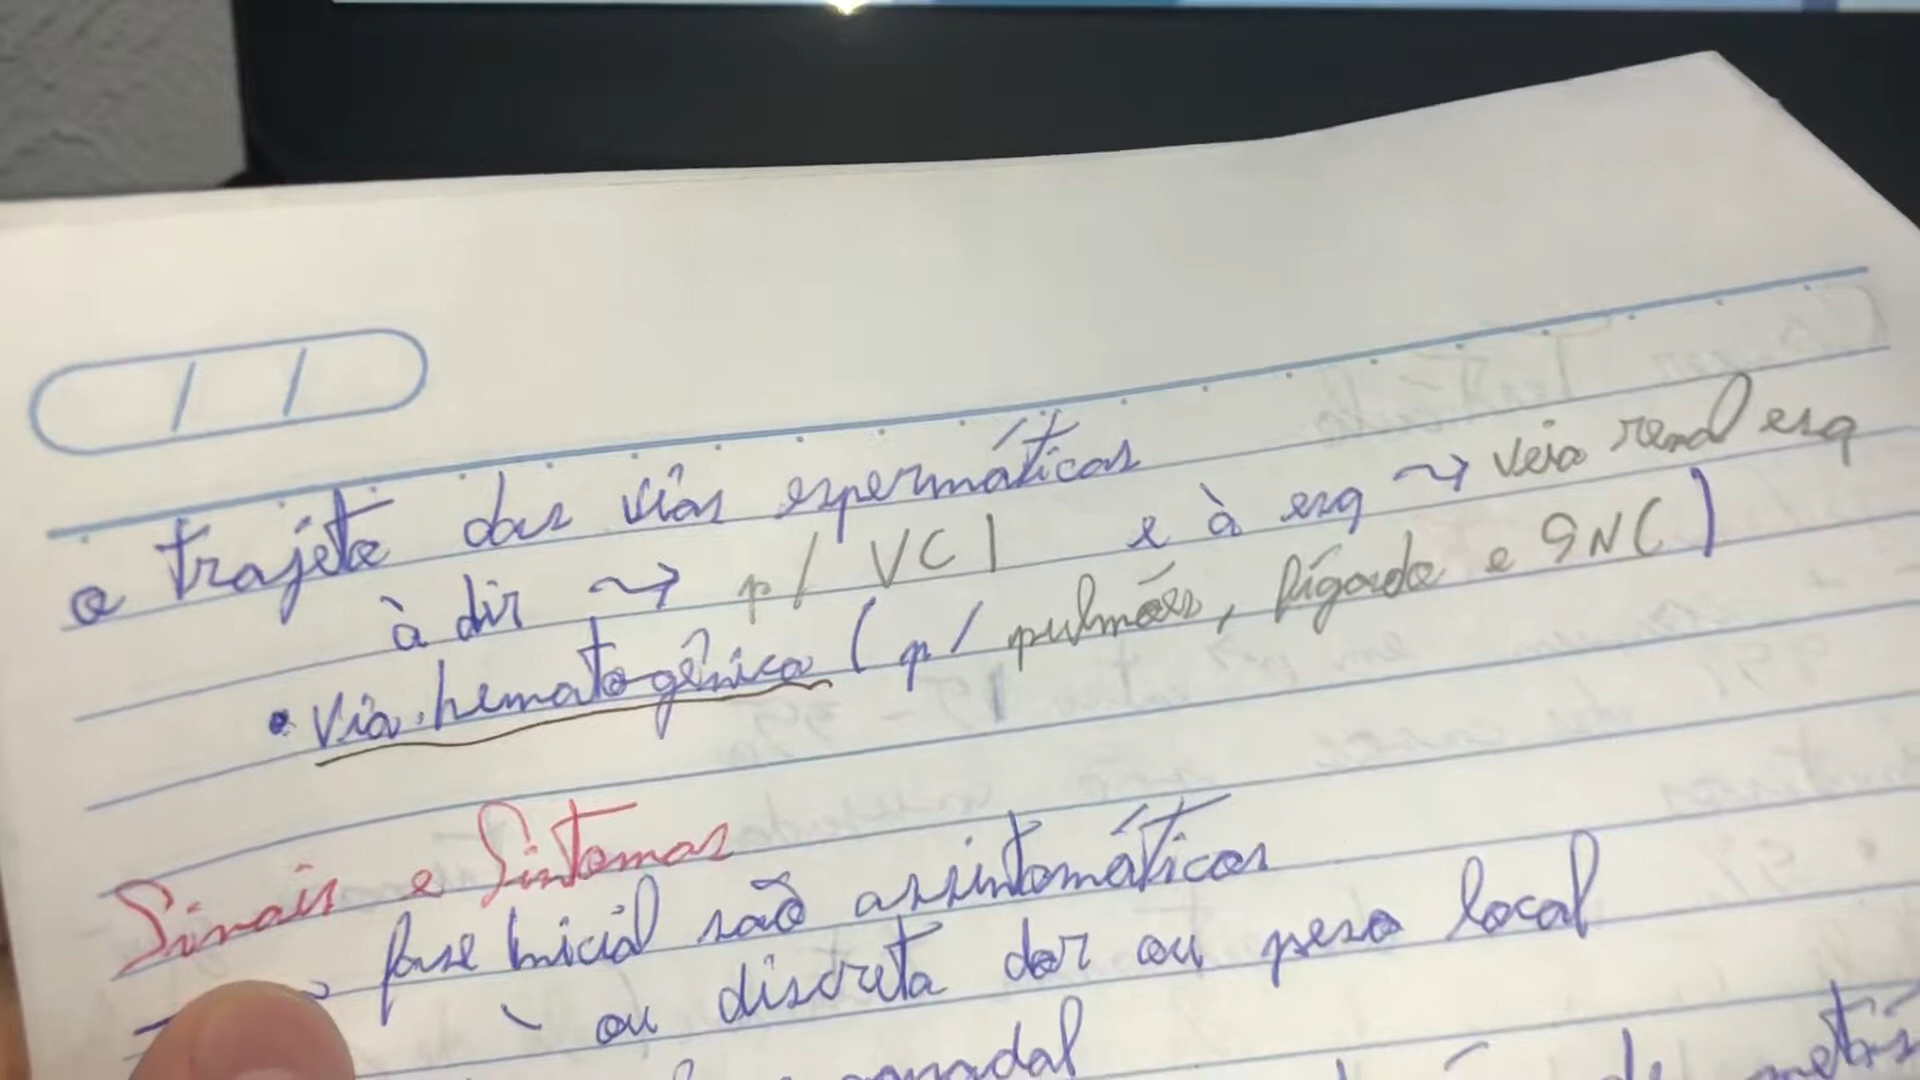 o trajeto das vias espermáticas
à dir ⇝ p/ VCI e à esq ⇝ veia renal esq
• via hematogênica ( p/ pulmões, fígado e SNC )
Sinais e Sintomas
fase inicial são assintomáticos
ou discreta dor ou peso local
gonadal